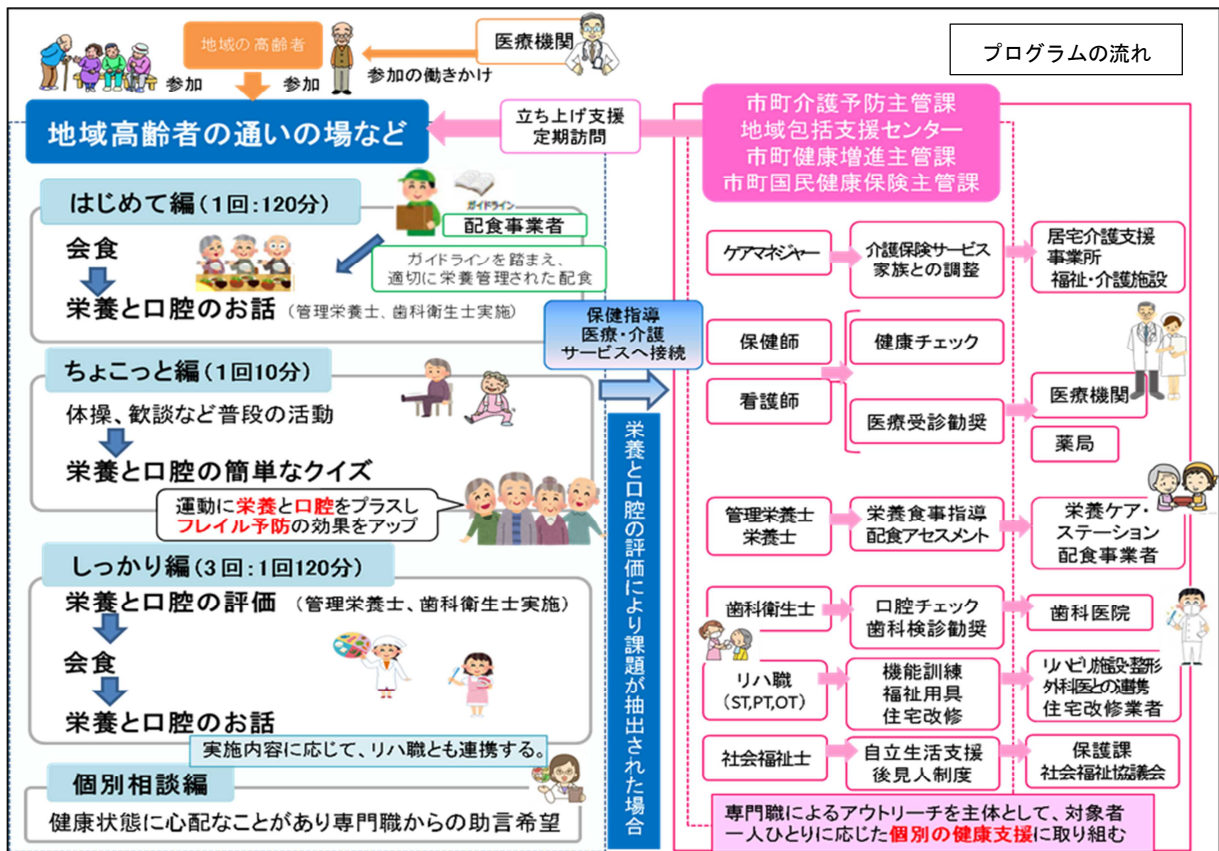 プログラムの流れ
地域の高齢者
医療機関
参加
参加
参加の働きかけ
地域高齢者の通いの場など
立ち上げ支援
定期訪問
市町介護予防主管課
地域包括支援センター
市町健康増進主管課
市町国民健康保険主管課
はじめて編(1回:120分)
会食
栄養と口腔のお話 (管理栄養士、歯科衛生士実施)
ガイドライン
配食事業者
ガイドラインを踏まえ、
適切に栄養管理された配食
ちょこっと編(1回10分)
体操、歓談など普段の活動
栄養と口腔の簡単なクイズ
運動に栄養と口腔をプラスし
フレイル予防の効果をアップ
しっかり編(3回:1回120分)
栄養と口腔の評価 (管理栄養士、歯科衛生士実施)
会食
栄養と口腔のお話
実施内容に応じて、リハ職とも連携する。
個別相談編
健康状態に心配なことがあり専門職からの助言希望
保健指導
医療・介護
サービスへ接続
栄養と口腔の評価により課題が抽出された場合
ケアマネジャー
介護保険サービス
家族との調整
居宅介護支援
事業所
福祉・介護施設
保健師
看護師
健康チェック
医療受診勧奨
医療機関
薬局
管理栄養士
栄養士
栄養食事指導
配食アセスメント
栄養ケア・
ステーション
配食事業者
歯科衛生士
口腔チェック
歯科検診勧奨
歯科医院
リハ職
(ST,PT,OT)
機能訓練
福祉用具
住宅改修
リハビリ施設・整形
外科医との連携
住宅改修業者
社会福祉士
自立生活支援
後見人制度
保護課
社会福祉協議会
専門職によるアウトリーチを主体として、対象者
一人ひとりに応じた個別の健康支援に取り組む